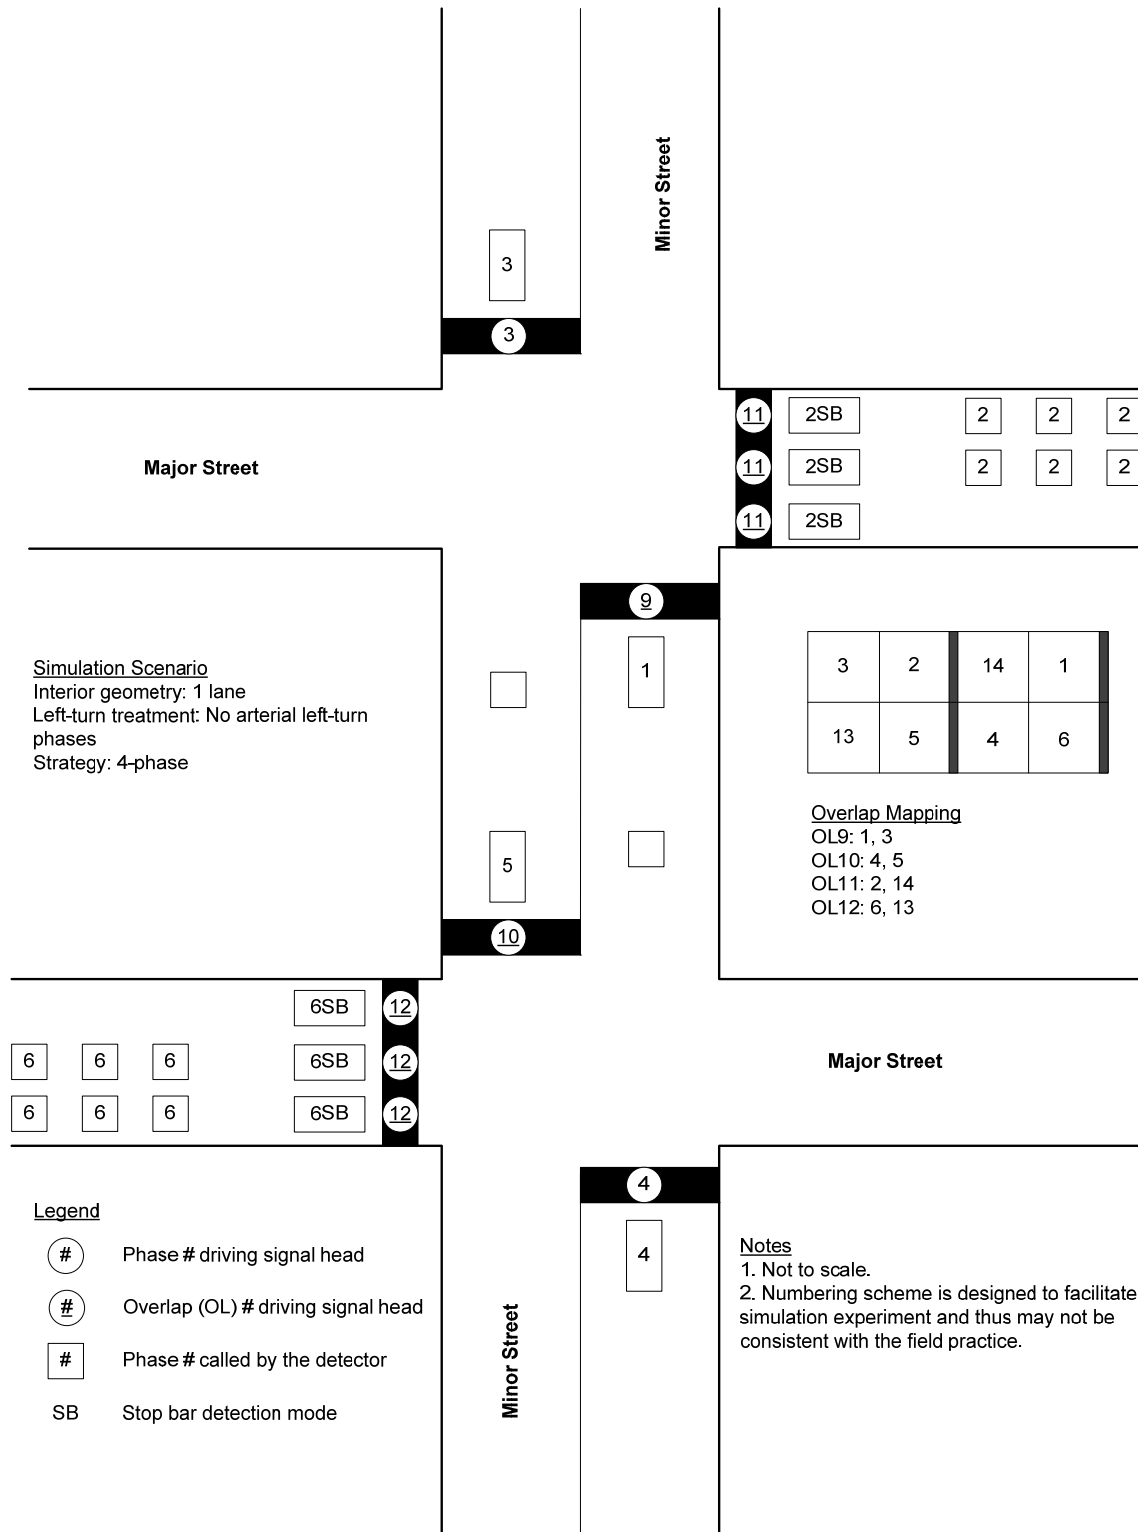 Minor Street
3
3
11 2SB 2 2 2
Major Street
11 2SB 2 2 2
11 2SB
9
1
Simulation Scenario
Interior geometry: 1 lane
Left-turn treatment: No arterial left-turn
phases
Strategy: 4-phase
3 2 14 1
13 5 4 6
Overlap Mapping
OL9: 1, 3
OL10: 4, 5
OL11: 2, 14
OL12: 6, 13
5
10
6SB 12
6 6 6 6SB 12
Major Street
6 6 6 6SB 12
4
4
Legend
# Phase # driving signal head
# Overlap (OL) # driving signal head
# Phase # called by the detector
SB Stop bar detection mode
Minor Street
Notes
1. Not to scale.
2. Numbering scheme is designed to facilitate
simulation experiment and thus may not be
consistent with the field practice.